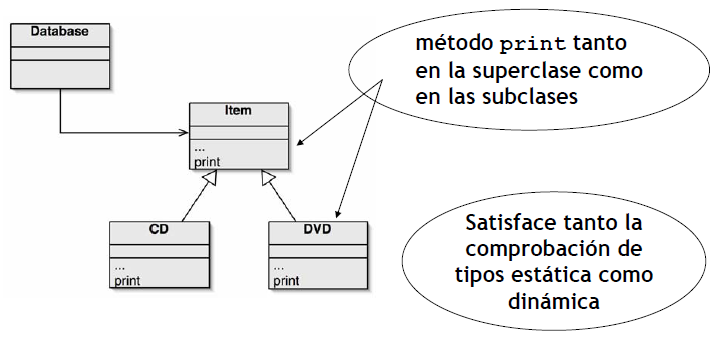 Database
método print tanto
en la superclase como
en las subclases
Item
...
print
CD
...
print
DVD
...
print
Satisface tanto la
comprobación de
tipos estática como
dinámica